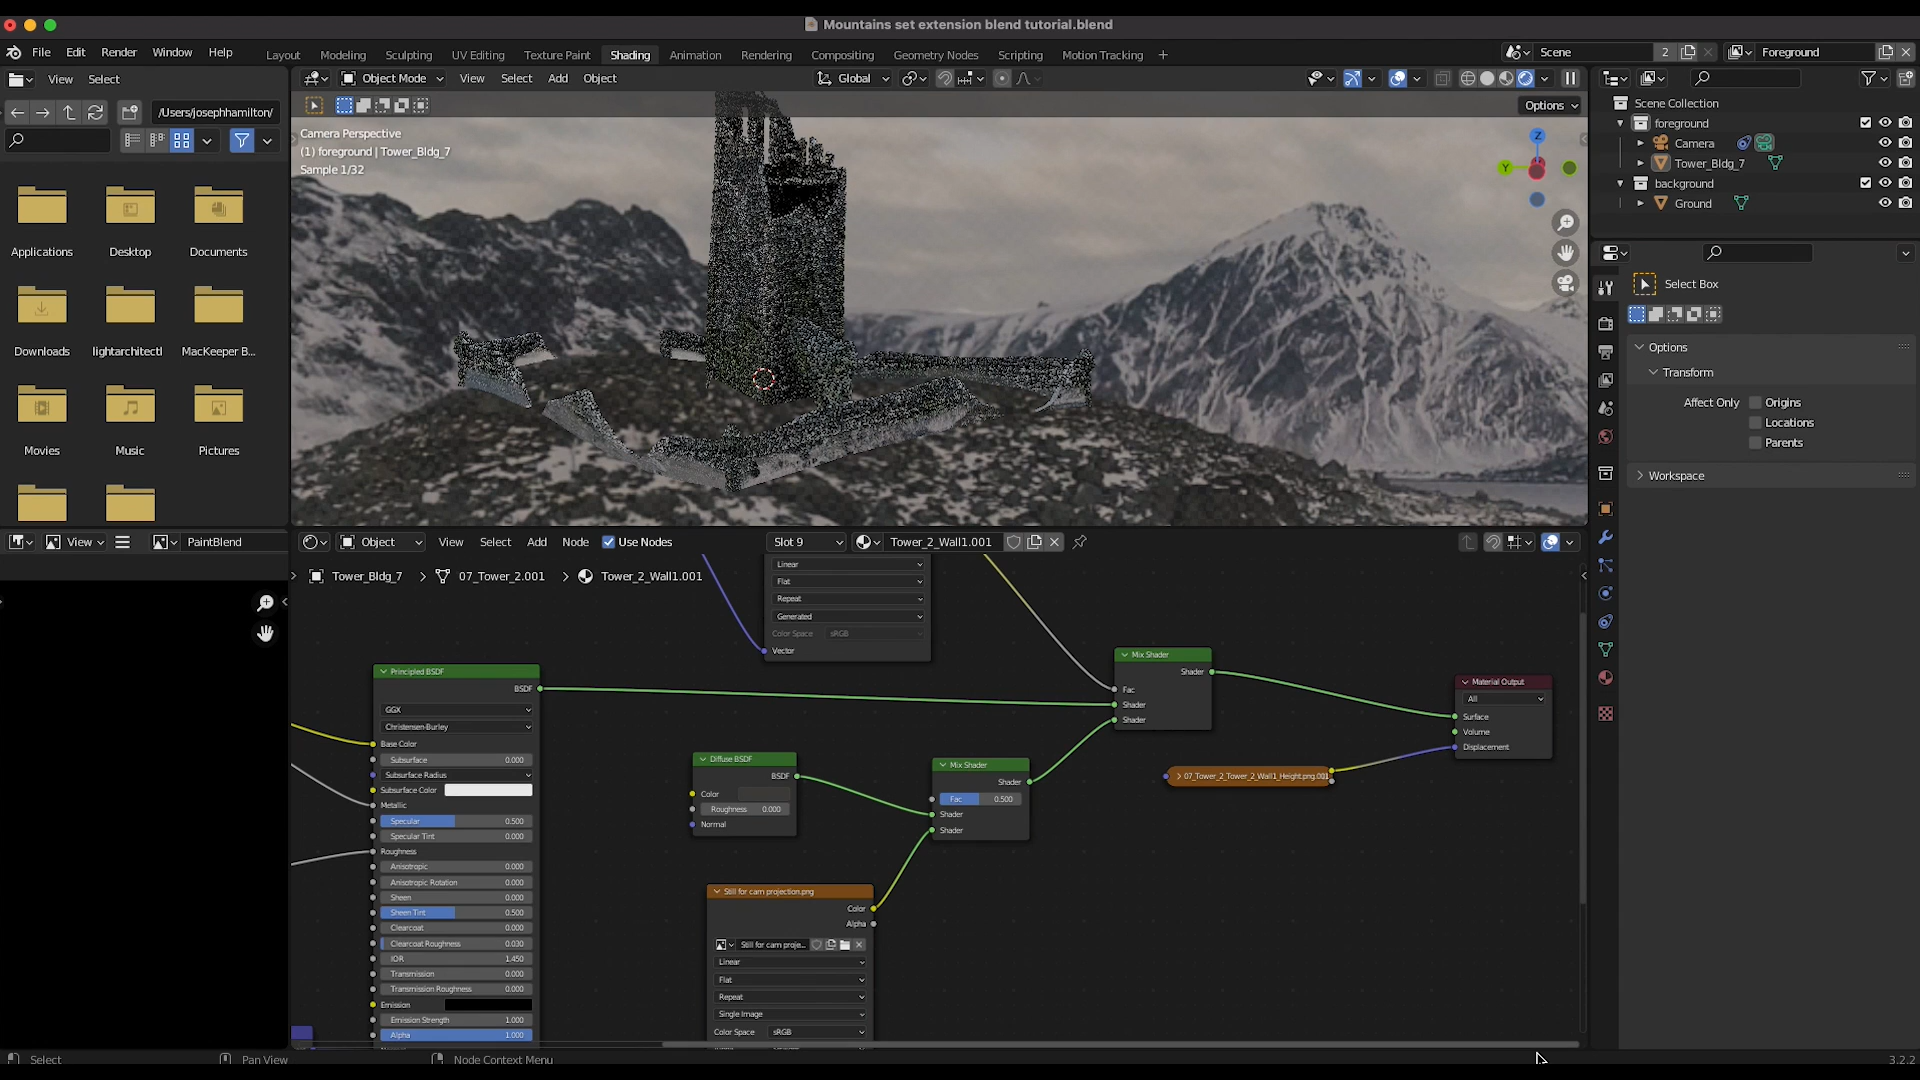 Mountains set extension blend tutorial.blend
File Edit Render Window Help
Layout Modeling Sculpting UV Editing Texture Paint Shading Animation Rendering Compositing Geometry Nodes Scripting Motion Tracking +
Scene 2 Foreground
View Select
Object Mode View Select Add Object Global
/Users/josephhamilton/
Options
Camera Perspective
(1) foreground | Tower_Bldg_7
Sample 1/32
Z
Y
Applications Desktop Documents
Downloads lightarchitectl MacKeeper B...
Movies Music Pictures
Scene Collection
foreground
Camera
Tower_Bldg_7
background
Ground
Select Box
Options
Transform
Affect Only Origins
Locations
Parents
Workspace
View PaintBlend
Object View Select Add Node Use Nodes Slot 9 Tower_2_Wall1.001
Tower_Bldg_7 > 07_Tower_2.001 > Tower_2_Wall1.001
Linear
Flat
Repeat
Generated
Color Space sRGB
Vector
Principled BSDF
BSDF
GGX
Christensen-Burley
Base Color
Subsurface 0.000
Subsurface Radius
Subsurface Color
Metallic
Specular 0.500
Specular Tint 0.000
Roughness
Anisotropic 0.000
Anisotropic Rotation 0.000
Sheen 0.000
Sheen Tint 0.500
Clearcoat 0.000
Clearcoat Roughness 0.030
IOR 1.450
Transmission 0.000
Transmission Roughness 0.000
Emission
Emission Strength 1.000
Alpha 1.000
Diffuse BSDF
BSDF
Color
Roughness 0.000
Normal
Mix Shader
Shader
Fac 0.500
Shader
Shader
Mix Shader
Shader
Fac
Shader
Shader
Material Output
All
Surface
Volume
Displacement
07_Tower_2_Tower_2_Wall1_Height.png.001
Still for cam projection.png
Color
Alpha
Still for cam proje...
Linear
Flat
Repeat
Single Image
Color Space sRGB
Select Pan View Node Context Menu 3.2.2